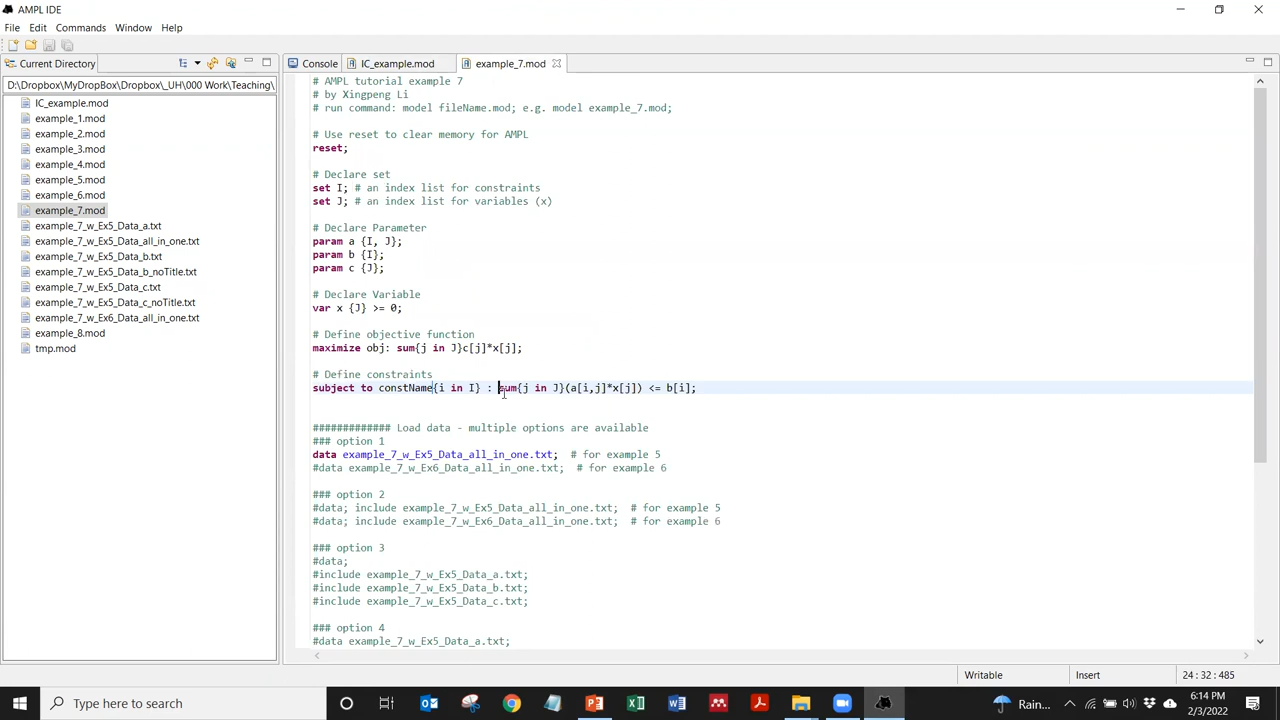 AMPL IDE
File Edit Commands Window Help
Current Directory
Console
IC_example.mod
example_7.mod
D:\Dropbox\MyDropBox\Dropbox\_UH\000 Work\Teaching\
IC_example.mod
example_1.mod
example_2.mod
example_3.mod
example_4.mod
example_5.mod
example_6.mod
example_7.mod
example_7_w_Ex5_Data_a.txt
example_7_w_Ex5_Data_all_in_one.txt
example_7_w_Ex5_Data_b.txt
example_7_w_Ex5_Data_b_noTitle.txt
example_7_w_Ex5_Data_c.txt
example_7_w_Ex5_Data_c_noTitle.txt
example_7_w_Ex6_Data_all_in_one.txt
example_8.mod
tmp.mod
# AMPL tutorial example 7
# by Xingpeng Li
# run command: model fileName.mod; e.g. model example_7.mod;
# Use reset to clear memory for AMPL
reset;
# Declare set
set I; # an index list for constraints
set J; # an index list for variables (x)
# Declare Parameter
param a {I, J};
param b {I};
param c {J};
# Declare Variable
var x {J} >= 0;
# Define objective function
maximize obj: sum{j in J}c[j]*x[j];
# Define constraints
subject to constName{i in I} : sum{j in J}(a[i,j]*x[j]) <= b[i];
############# Load data - multiple options are available
### option 1
data example_7_w_Ex5_Data_all_in_one.txt; # for example 5
#data example_7_w_Ex6_Data_all_in_one.txt; # for example 6
### option 2
#data; include example_7_w_Ex5_Data_all_in_one.txt; # for example 5
#data; include example_7_w_Ex6_Data_all_in_one.txt; # for example 6
### option 3
#data;
#include example_7_w_Ex5_Data_a.txt;
#include example_7_w_Ex5_Data_b.txt;
#include example_7_w_Ex5_Data_c.txt;
### option 4
#data example_7_w_Ex5_Data_a.txt;
Writable
Insert
24 : 32 : 485
Type here to search
Rain...
6:14 PM
2/3/2022